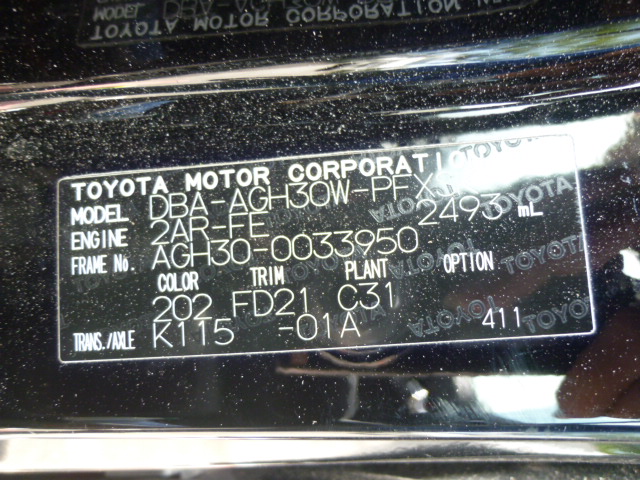 TOYOTA MOTOR CORPORATION
MODEL DBA-AGH30W-PFX
ENGINE 2AR-FE 2493 mL
FRAME No. AGH30-0033950
COLOR TRIM PLANT OPTION
202 FD21 C31
TRANS./AXLE K115 -01A 411